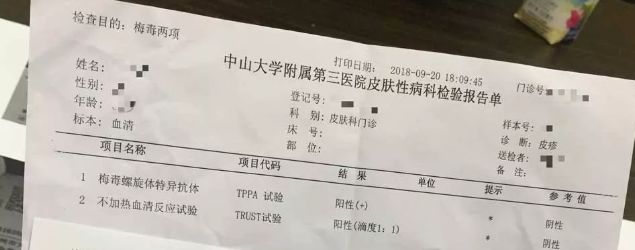 检查目的：梅毒两项
打印日期： 2018-09-20 18:09:45
中山大学附属第三医院皮肤性病科检验报告单
姓名： 登记号： 门诊号：
性别： 科 别：皮肤科门诊 样本号：
年龄： 床 号： 诊 断：皮疹
标本：血清 部 位： 送检者：
备 注：
项目名称 项目代码 结 果 单位 提示 参考值
1 梅毒螺旋体特异抗体 TPPA 试验 阳性(+) * 阴性
2 不加热血清反应试验 TRUST试验 阳性(滴度1：1) * 阴性